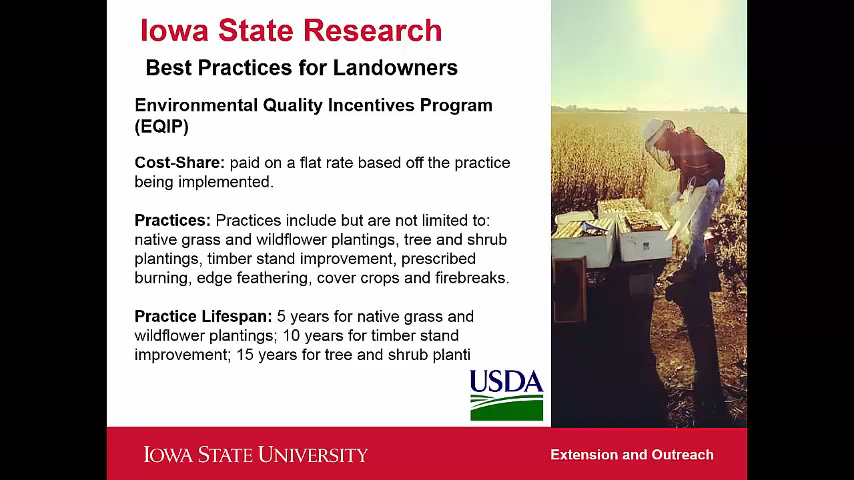 Iowa State Research
Best Practices for Landowners
Environmental Quality Incentives Program
(EQIP)
Cost-Share: paid on a flat rate based off the practice
being implemented.
Practices: Practices include but are not limited to:
native grass and wildflower plantings, tree and shrub
plantings, timber stand improvement, prescribed
burning, edge feathering, cover crops and firebreaks.
Practice Lifespan: 5 years for native grass and
wildflower plantings; 10 years for timber stand
improvement; 15 years for tree and shrub planti
USDA
IOWA STATE UNIVERSITY
Extension and Outreach